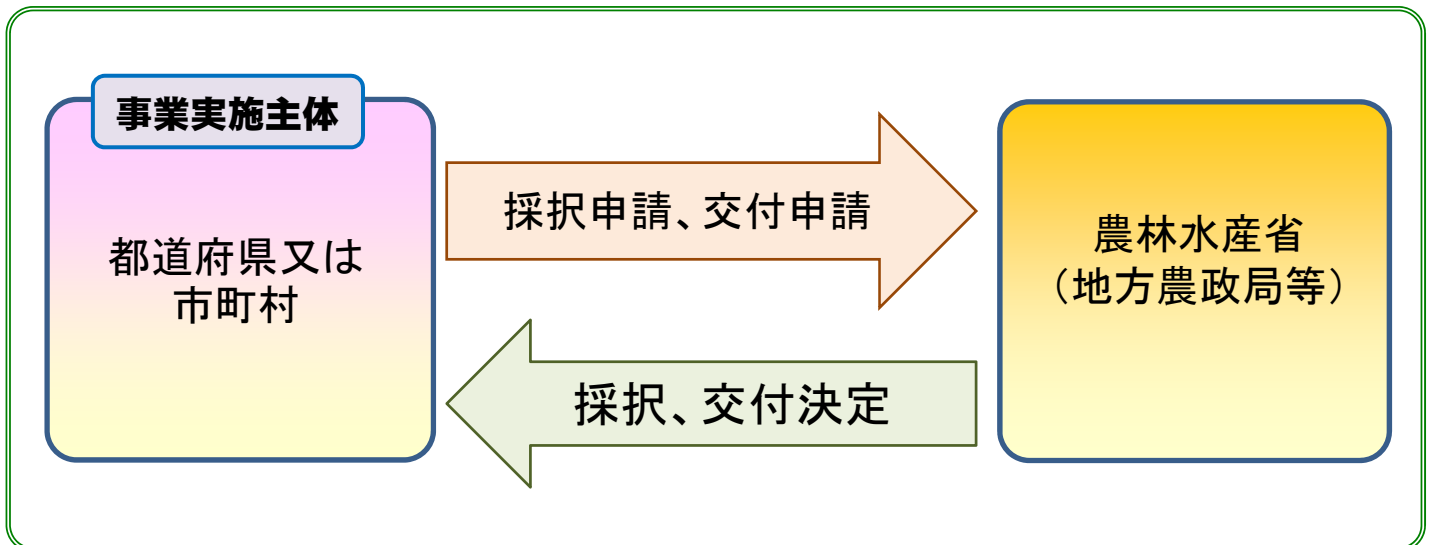 事業実施主体
都道府県又は
市町村
採択申請、交付申請
農林水産省
（地方農政局等）
採択、交付決定